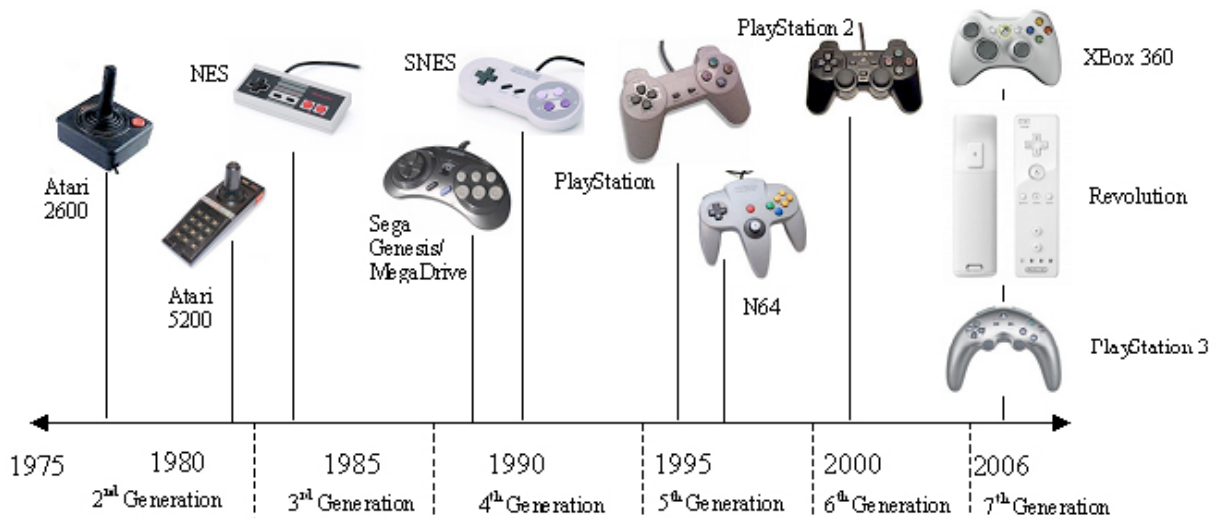 PlayStation 2
NES
SNES
XBox 360
Atari
2600
PlayStation
Revolution
Sega
Genesis/
MegaDrive
Atari
5200
N64
PlayStation 3
1975 1980 1985 1990 1995 2000 2006
2nd Generation 3rd Generation 4th Generation 5th Generation 6th Generation 7th Generation